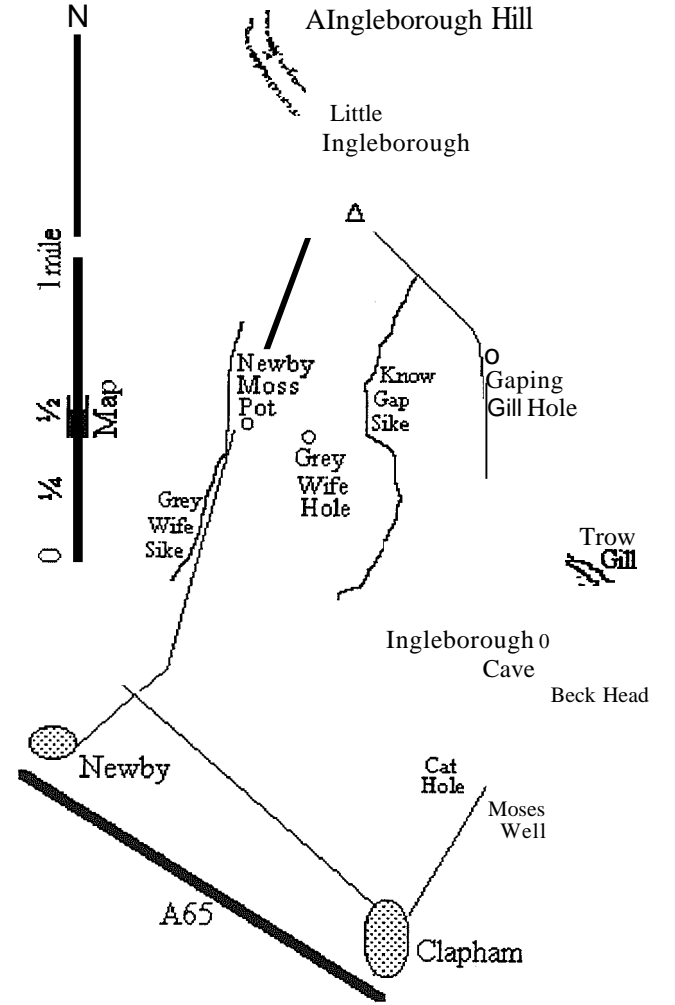 N
AIngleborough Hill
Little
Ingleborough
1 mile
Newby
Moss
Pot
Know
Gap
Sike
Gaping
Gill Hole
½
Map
Grey
Wife
Hole
¼
Grey
Wife
Sike
0
Trow
Gill
Ingleborough 0
Cave
Beck Head
Newby
Cat
Hole
Moses
Well
A65
Clapham